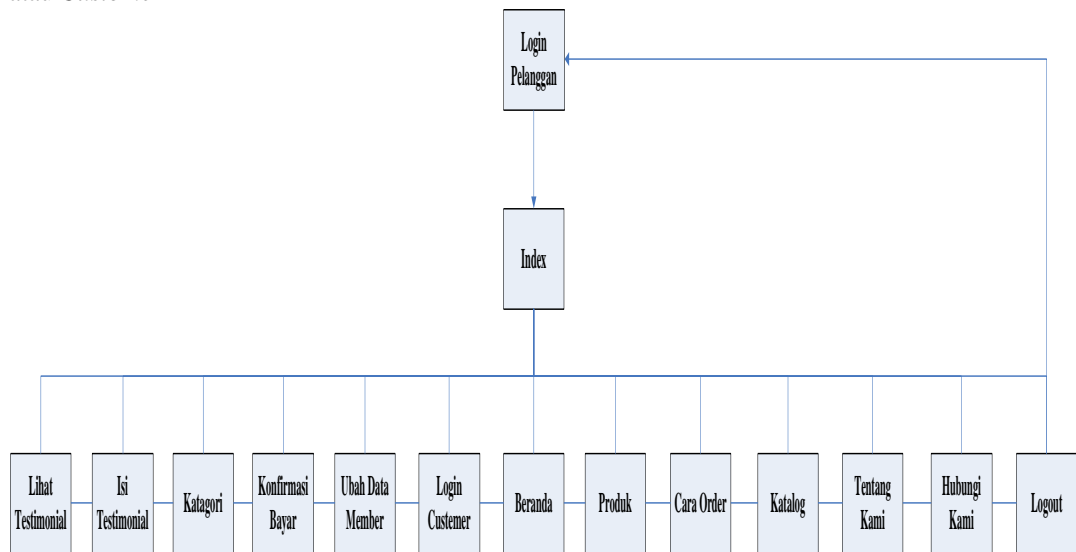 Login
Pelanggan
Index
Lihat
Testimonial
Isi
Testimonial
Katagori
Konfirmasi
Bayar
Ubah Data
Member
Login
Custemer
Beranda
Produk
Cara Order
Katalog
Tentang
Kami
Hubungi
Kami
Logout